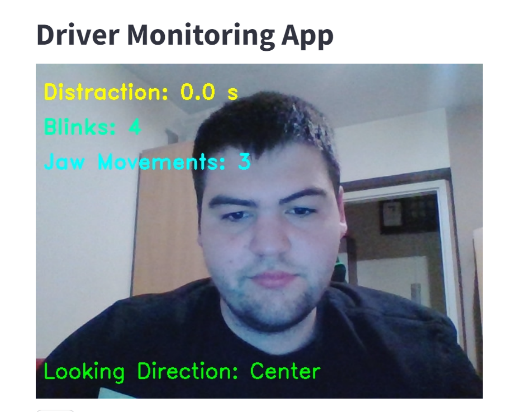 Driver Monitoring App
Distraction: 0.0 s
Blinks: 4
Jaw Movements: 3
Looking Direction: Center